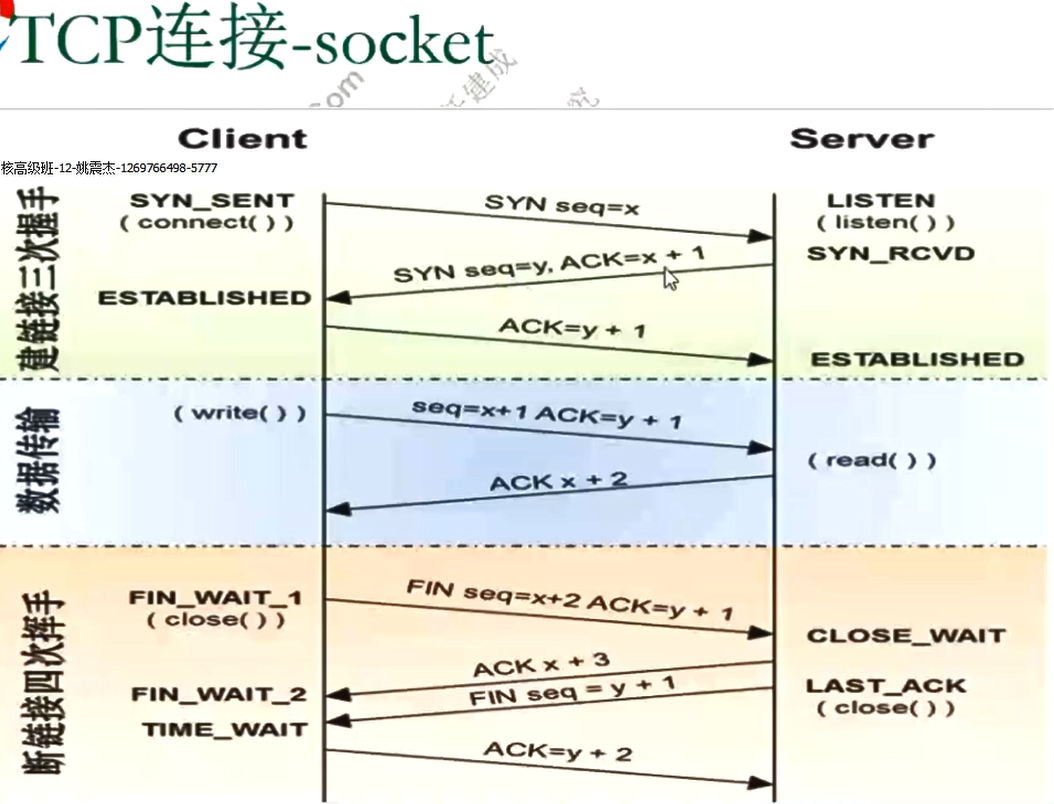 TCP连接-socket
Client
Server
核高级班-12-姚震杰-1269766498-5777
建链接三次握手
SYN_SENT
( connect( ) )
SYN seq=x
LISTEN
( listen( ) )
SYN_RCVD
SYN seq=y, ACK=x + 1
ESTABLISHED
ACK=y + 1
ESTABLISHED
数据传输
( write( ) )
seq=x+1 ACK=y + 1
( read( ) )
ACK x + 2
断链接四次挥手
FIN_WAIT_1
( close( ) )
FIN seq=x+2 ACK=y + 1
CLOSE_WAIT
ACK x + 3
FIN_WAIT_2
FIN seq = y + 1
LAST_ACK
( close( ) )
TIME_WAIT
ACK=y + 2